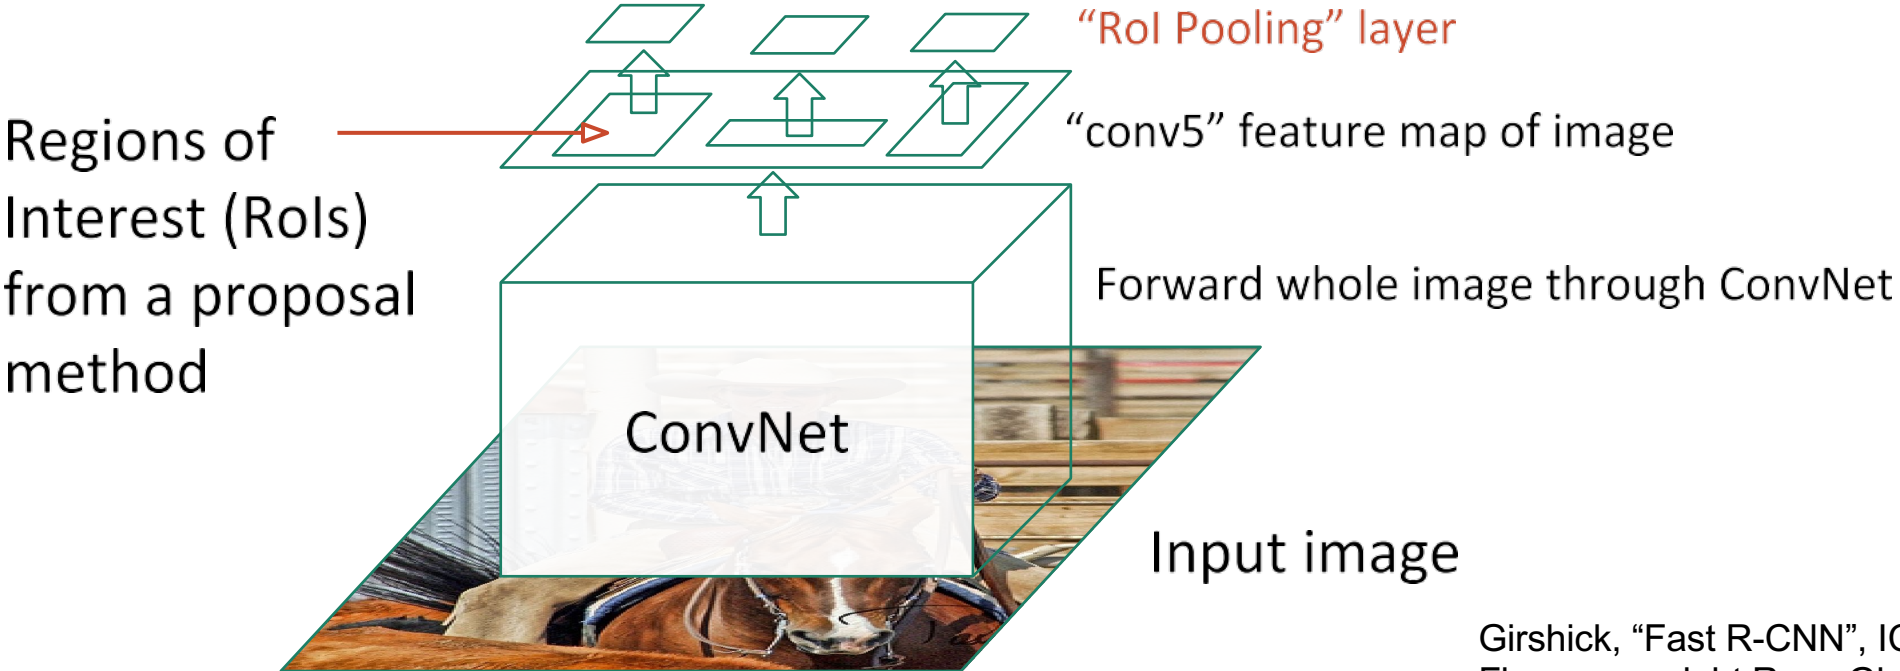 “RoI Pooling” layer
“conv5” feature map of image
Regions of
Interest (RoIs)
from a proposal
method
Forward whole image through ConvNet
ConvNet
Input image
Girshick, “Fast R-CNN”,